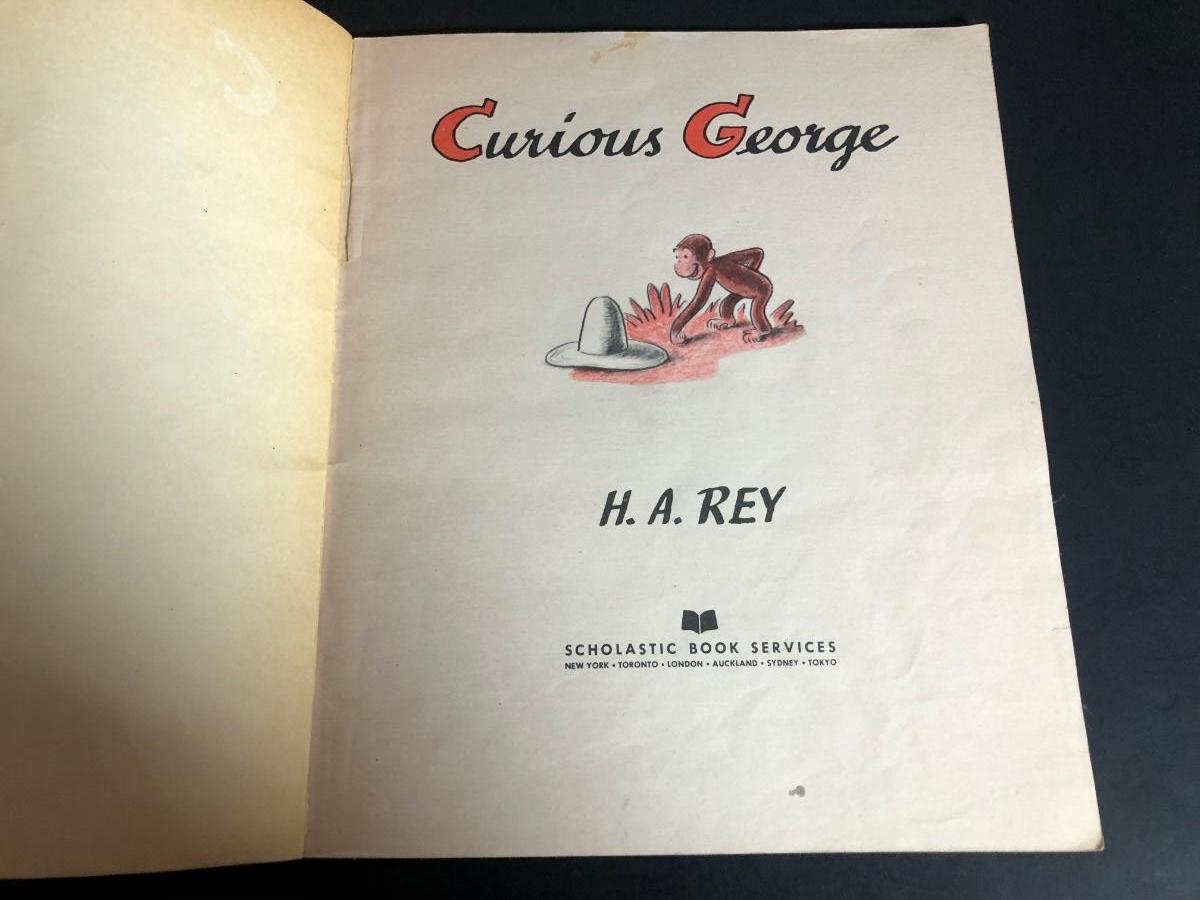 Curious George
H. A. REY
SCHOLASTIC BOOK SERVICES
NEW YORK • TORONTO • LONDON • AUCKLAND • SYDNEY • TOKYO